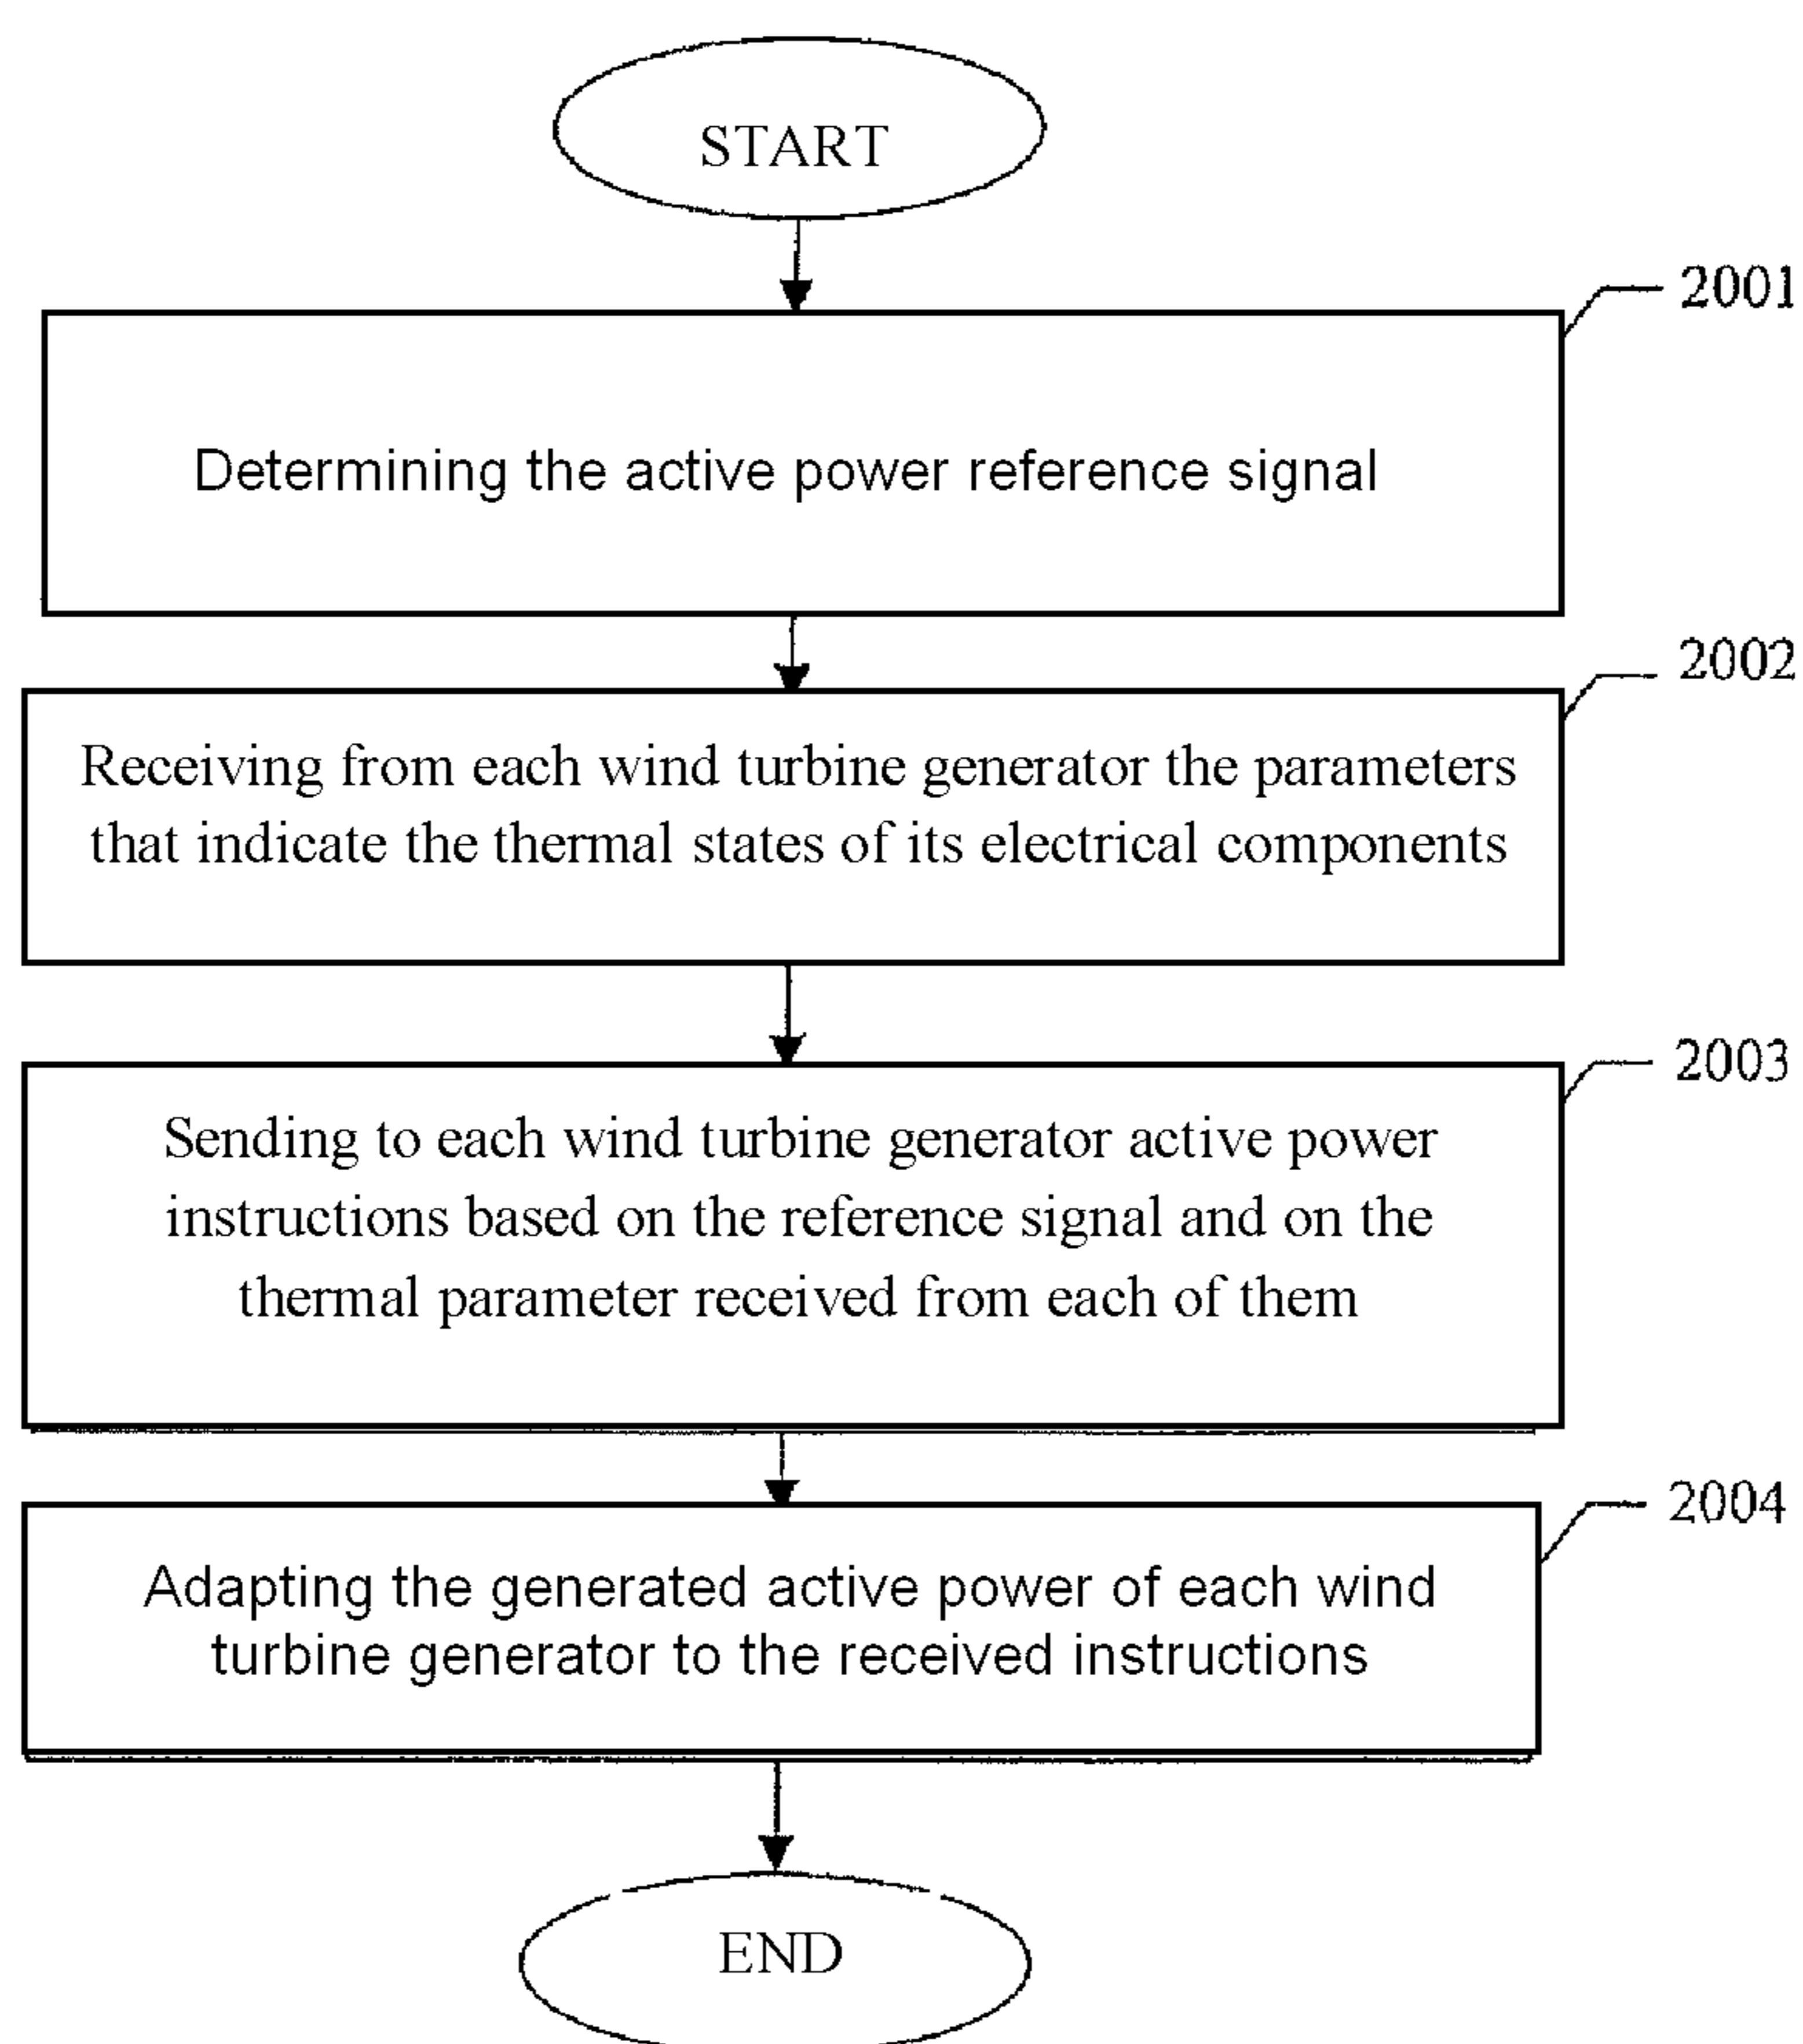 START
2001
Determining the active power reference signal
2002
Receiving from each wind turbine generator the parameters
that indicate the thermal states of its electrical components
2003
Sending to each wind turbine generator active power
instructions based on the reference signal and on the
thermal parameter received from each of them
2004
Adapting the generated active power of each wind
turbine generator to the received instructions
END